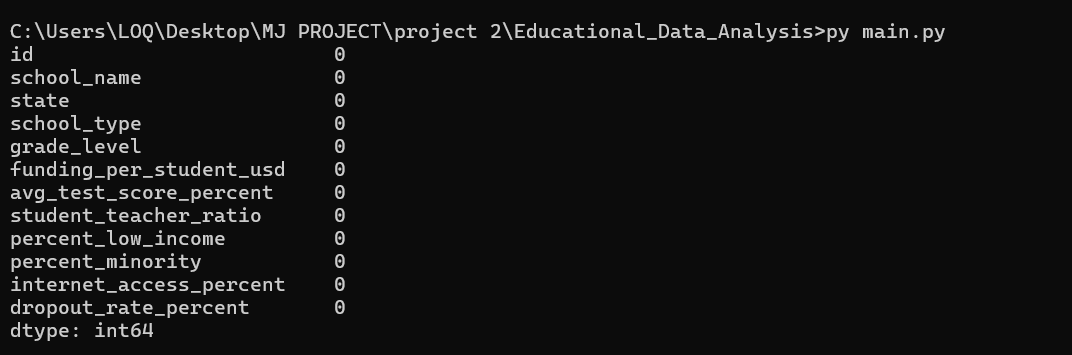 C:\Users\LOQ\Desktop\MJ PROJECT\project 2\Educational_Data_Analysis>py main.py
id                         0
school_name                0
state                      0
school_type                0
grade_level                0
funding_per_student_usd    0
avg_test_score_percent     0
student_teacher_ratio      0
percent_low_income         0
percent_minority           0
internet_access_percent    0
dropout_rate_percent       0
dtype: int64